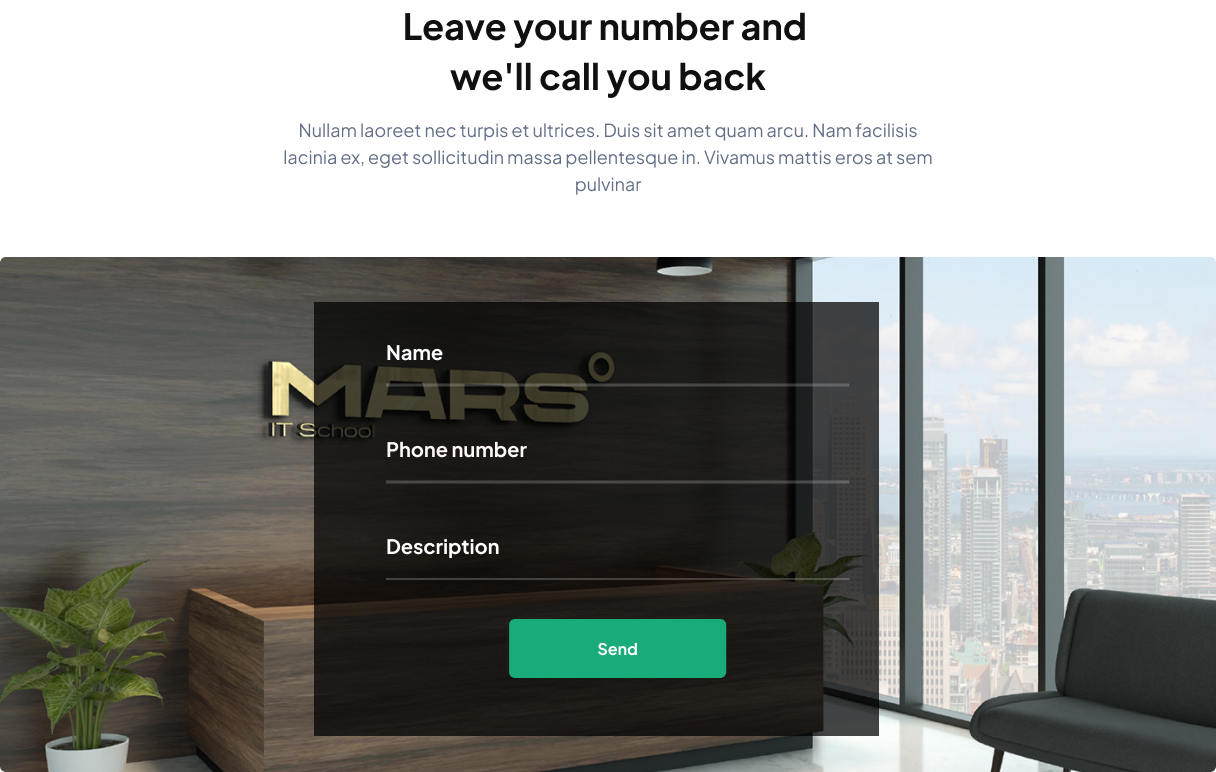 Leave your number and
we'll call you back
Nullam laoreet nec turpis et ultrices. Duis sit amet quam arcu. Nam facilisis
lacinia ex, eget sollicitudin massa pellentesque in. Vivamus mattis eros at sem
pulvinar
Name
MARS
IT School
Phone number
Description
Send